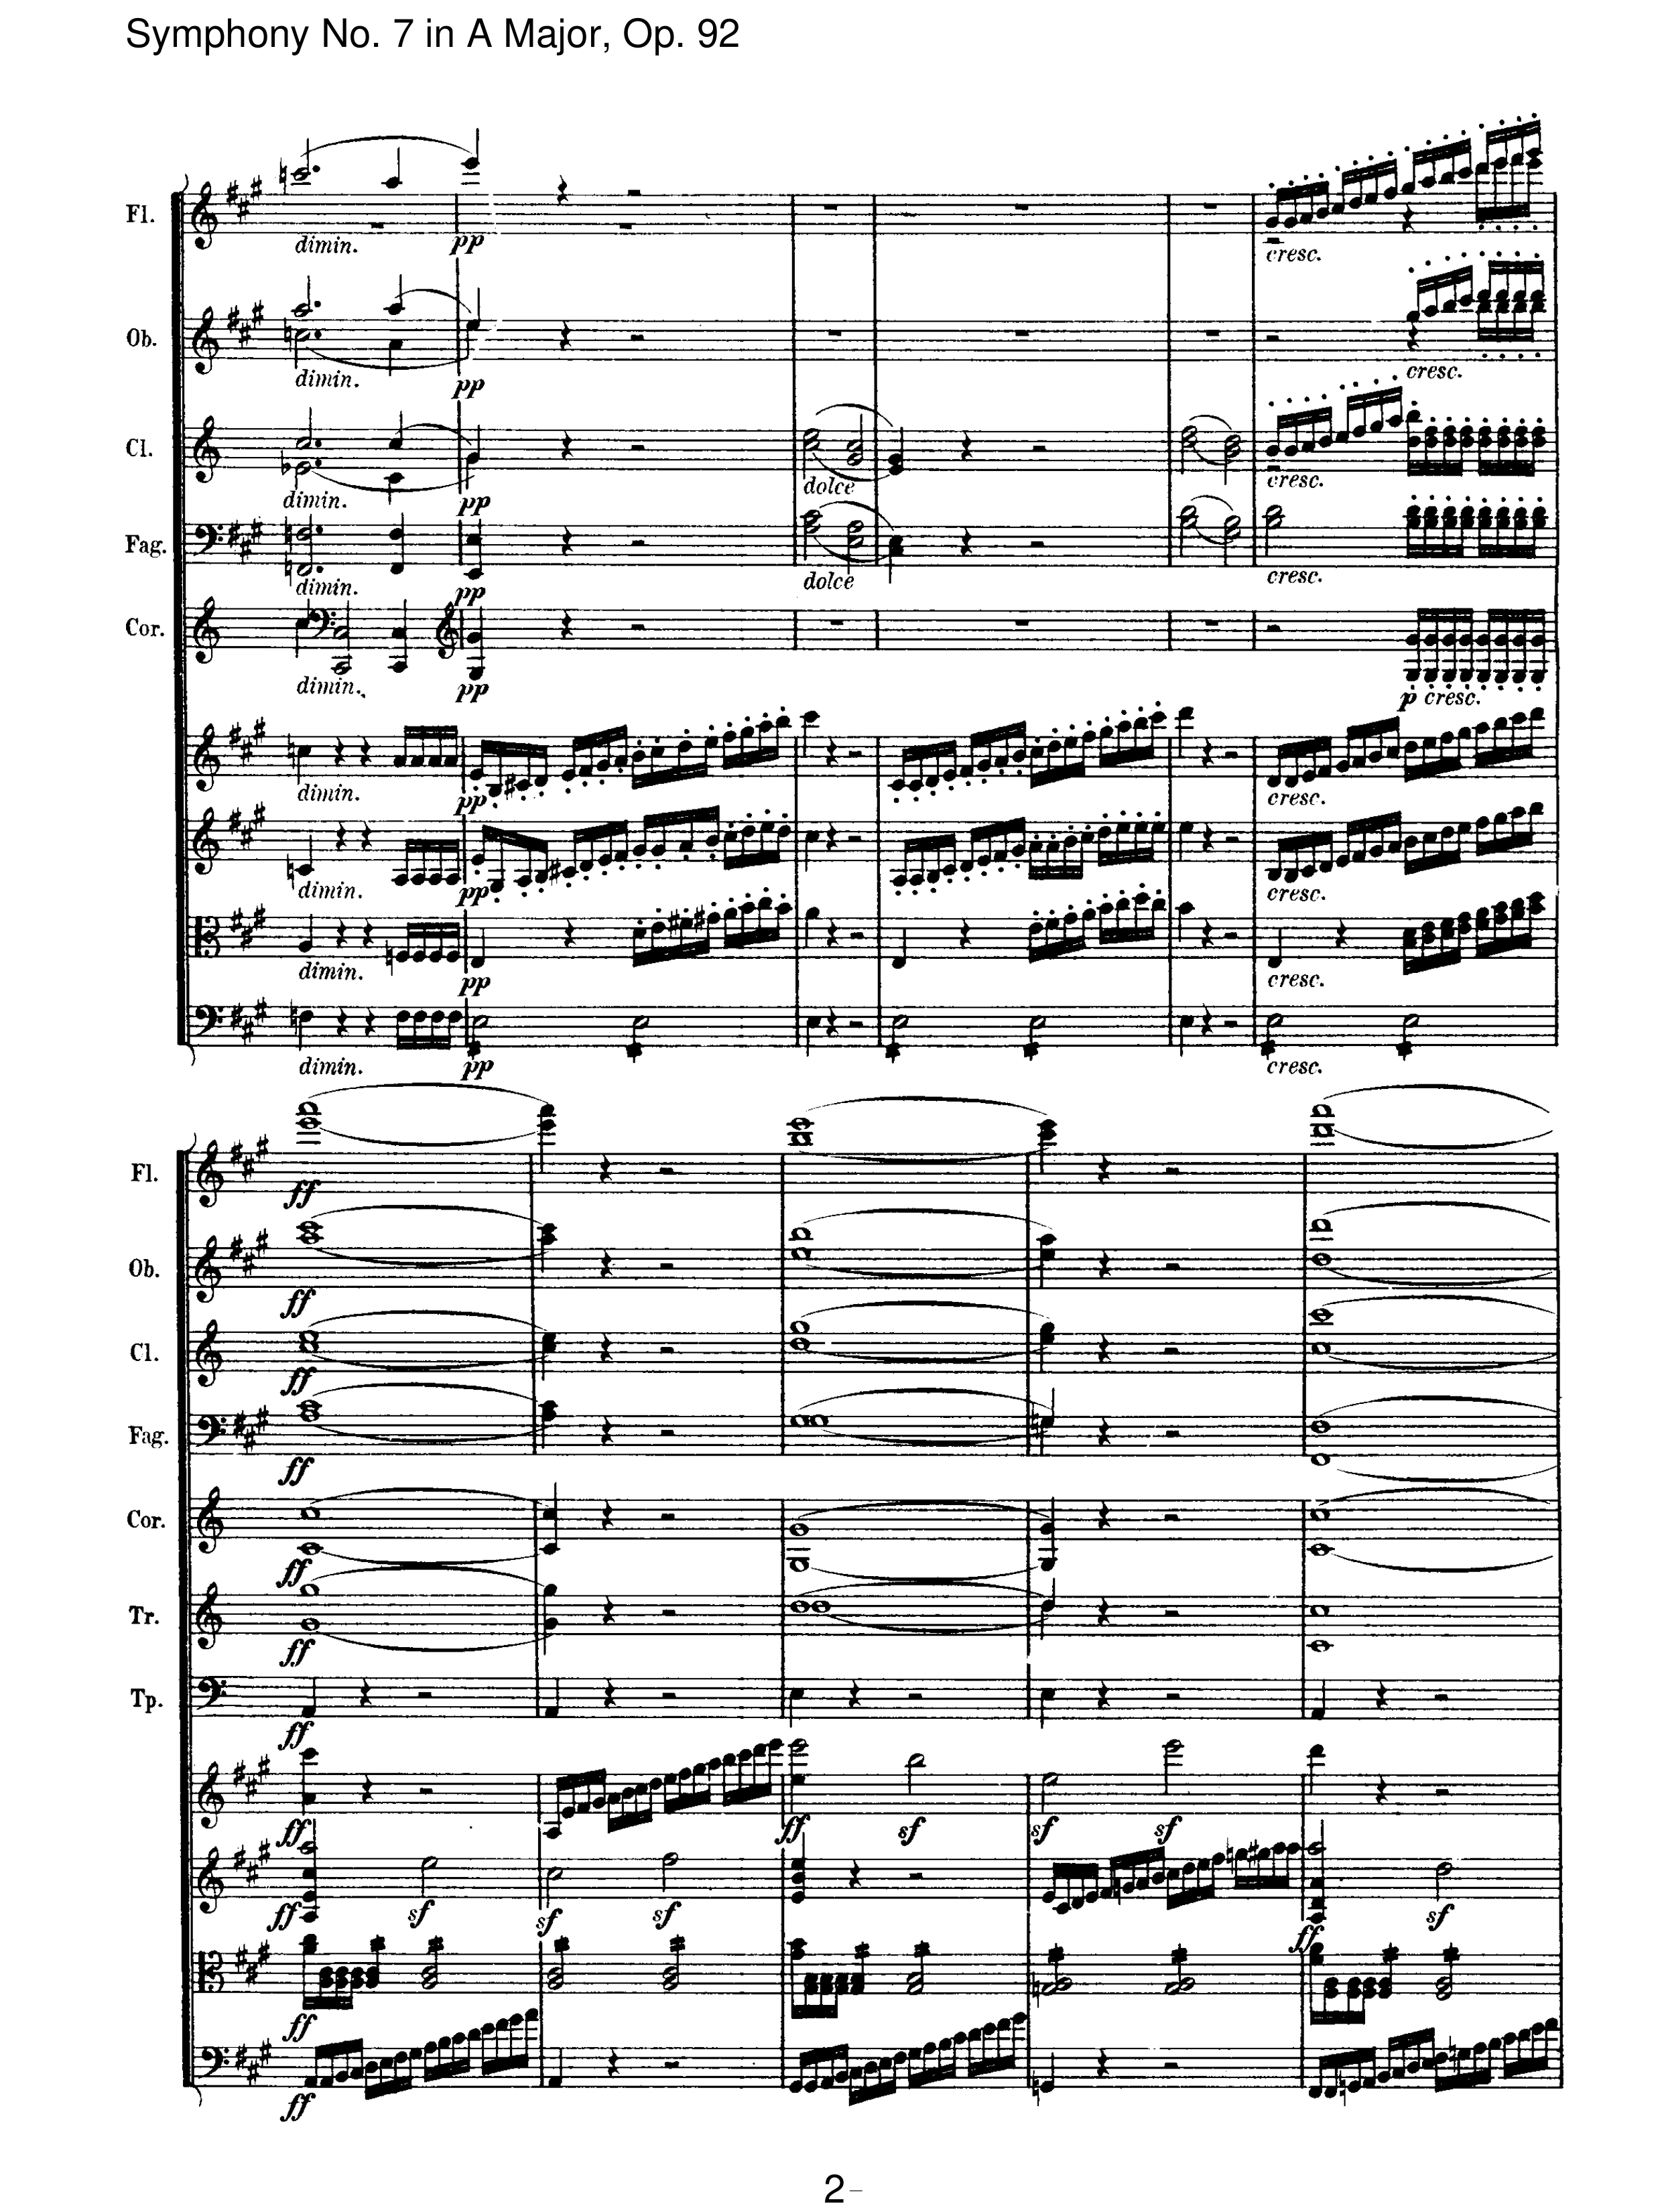 Symphony No. 7 in A Major, Op. 92
Fl.
dimin.
pp
cresc.
Ob.
dimin.
pp
cresc.
Cl.
dimin.
pp
dolce
cresc.
Fag.
dimin.
pp
dolce
cresc.
Cor.
dimin.
pp
p cresc.
dimin.
pp
cresc.
dimin.
pp
cresc.
dimin.
pp
cresc.
dimin.
pp
cresc.
Fl.
ff
Ob.
ff
Cl.
ff
Fag.
ff
Cor.
ff
Tr.
ff
Tp.
ff
ff ff sf sf sf
ff sf sf sf ff sf
ff
ff
2-